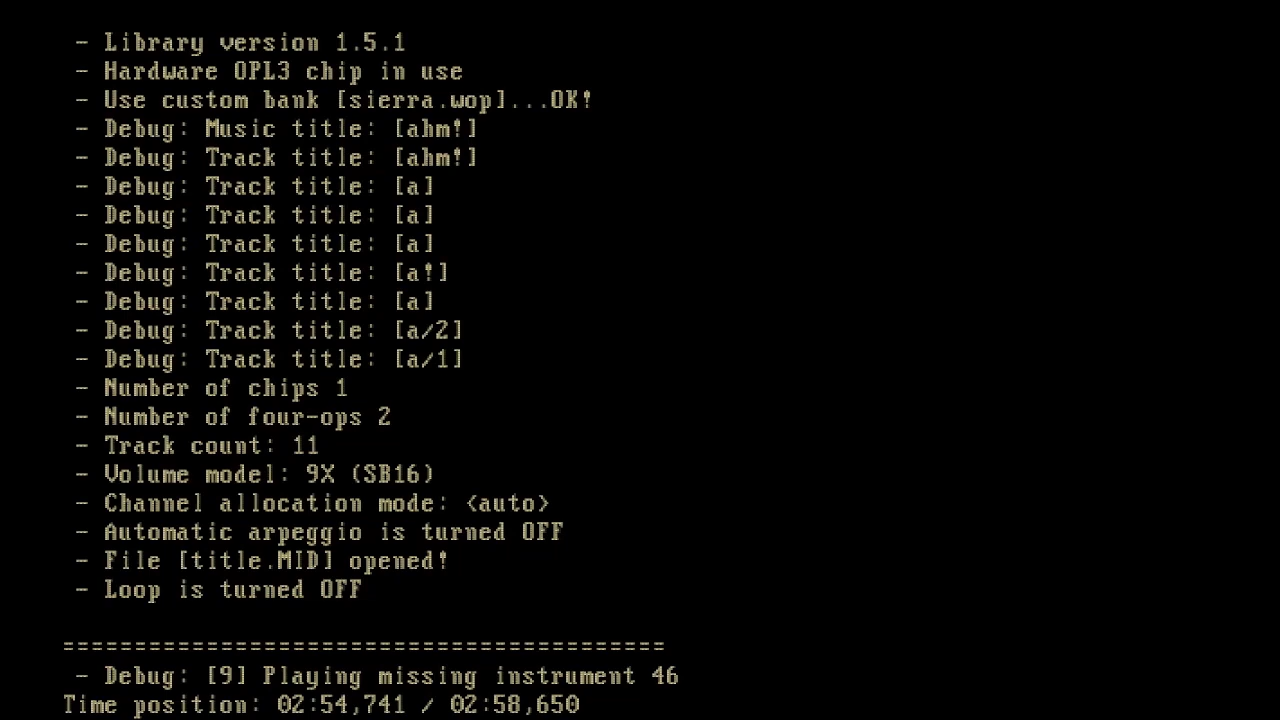 - Library version 1.5.1
- Hardware OPL3 chip in use
- Use custom bank [sierra.wop]...OK!
- Debug: Music title: [ahm!]
- Debug: Track title: [ahm!]
- Debug: Track title: [a]
- Debug: Track title: [a]
- Debug: Track title: [a]
- Debug: Track title: [a!]
- Debug: Track title: [a]
- Debug: Track title: [a/2]
- Debug: Track title: [a/1]
- Number of chips 1
- Number of four-ops 2
- Track count: 11
- Volume model: 9X (SB16)
- Channel allocation mode: <auto>
- Automatic arpeggio is turned OFF
- File [title.MID] opened!
- Loop is turned OFF
==========================================
- Debug: [9] Playing missing instrument 46
Time position: 02:54,741 / 02:58,650